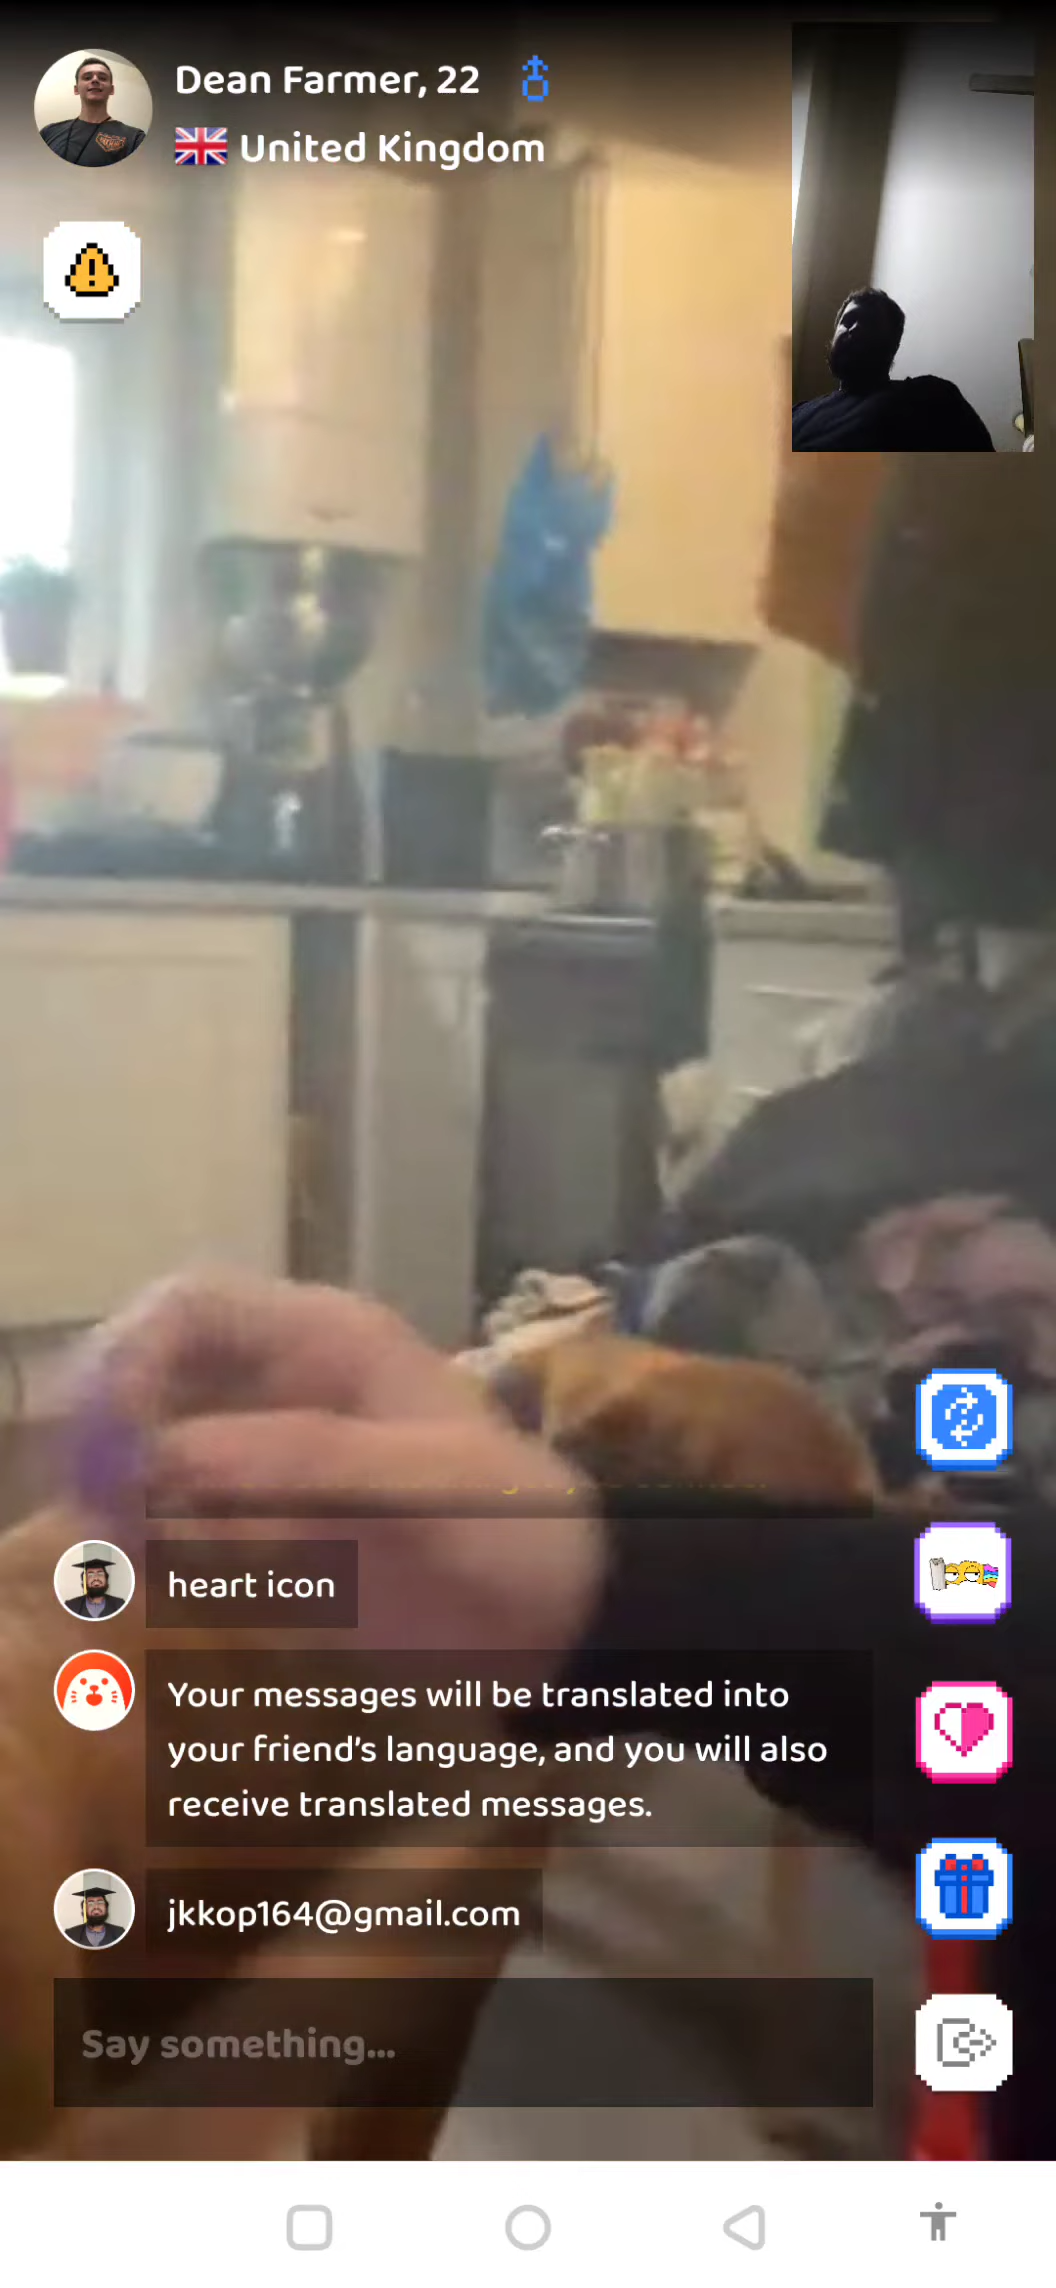 Dean Farmer, 22
United Kingdom
heart icon
Your messages will be translated into
your friend's language, and you will also
receive translated messages.
jkkop164@gmail.com
Say something...